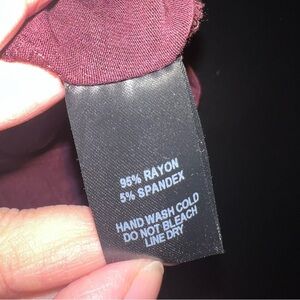 95% RAYON
5% SPANDEX
HAND WASH COLD
DO NOT BLEACH
LINE DRY